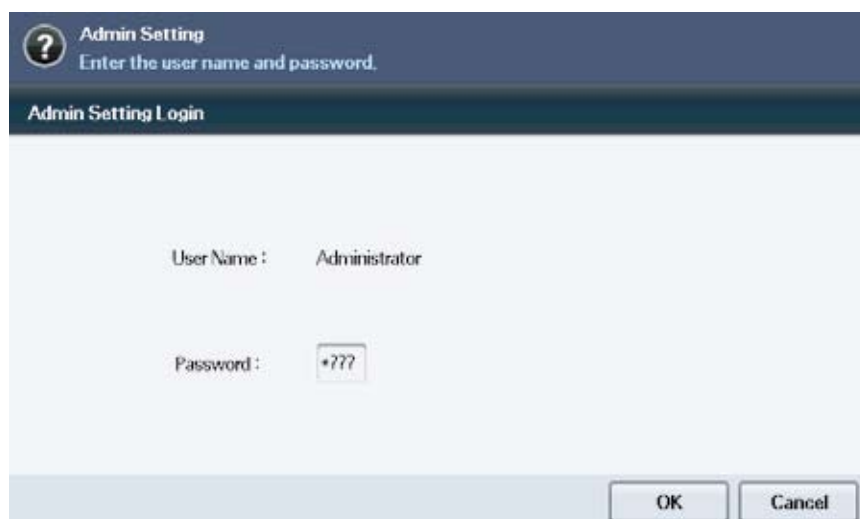 ?
Admin Setting
Enter the user name and password.
Admin Setting Login
User Name : Administrator
Password : *???
OK Cancel